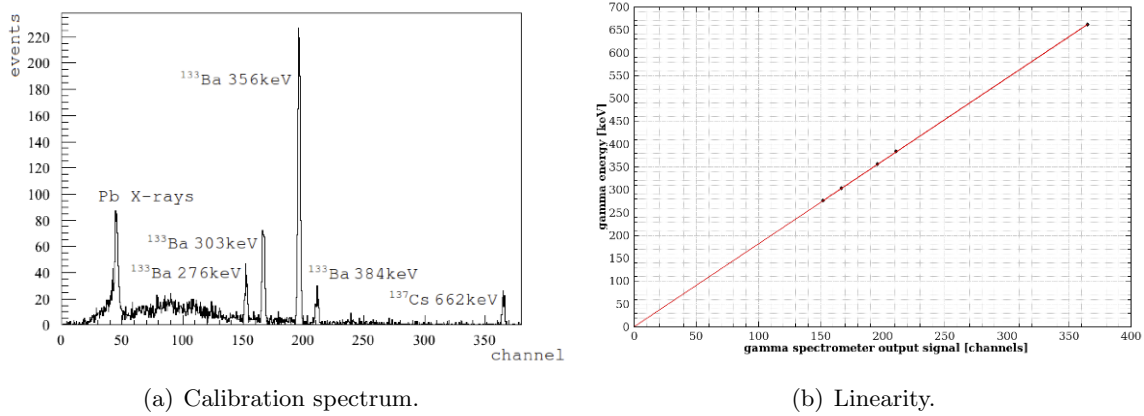 events
220
200
180
160
140
120
100
80
60
40
20
0
0 50 100 150 200 250 300 350
channel
Pb X-rays
¹³³Ba 276keV
¹³³Ba 303keV
¹³³Ba 356keV
¹³³Ba 384keV
¹³⁷Cs 662keV
(a) Calibration spectrum.
gamma energy [keV]
700
650
600
550
500
450
400
350
300
250
200
150
100
50
0
0 50 100 150 200 250 300 350 400
gamma spectrometer output signal [channels]
(b) Linearity.